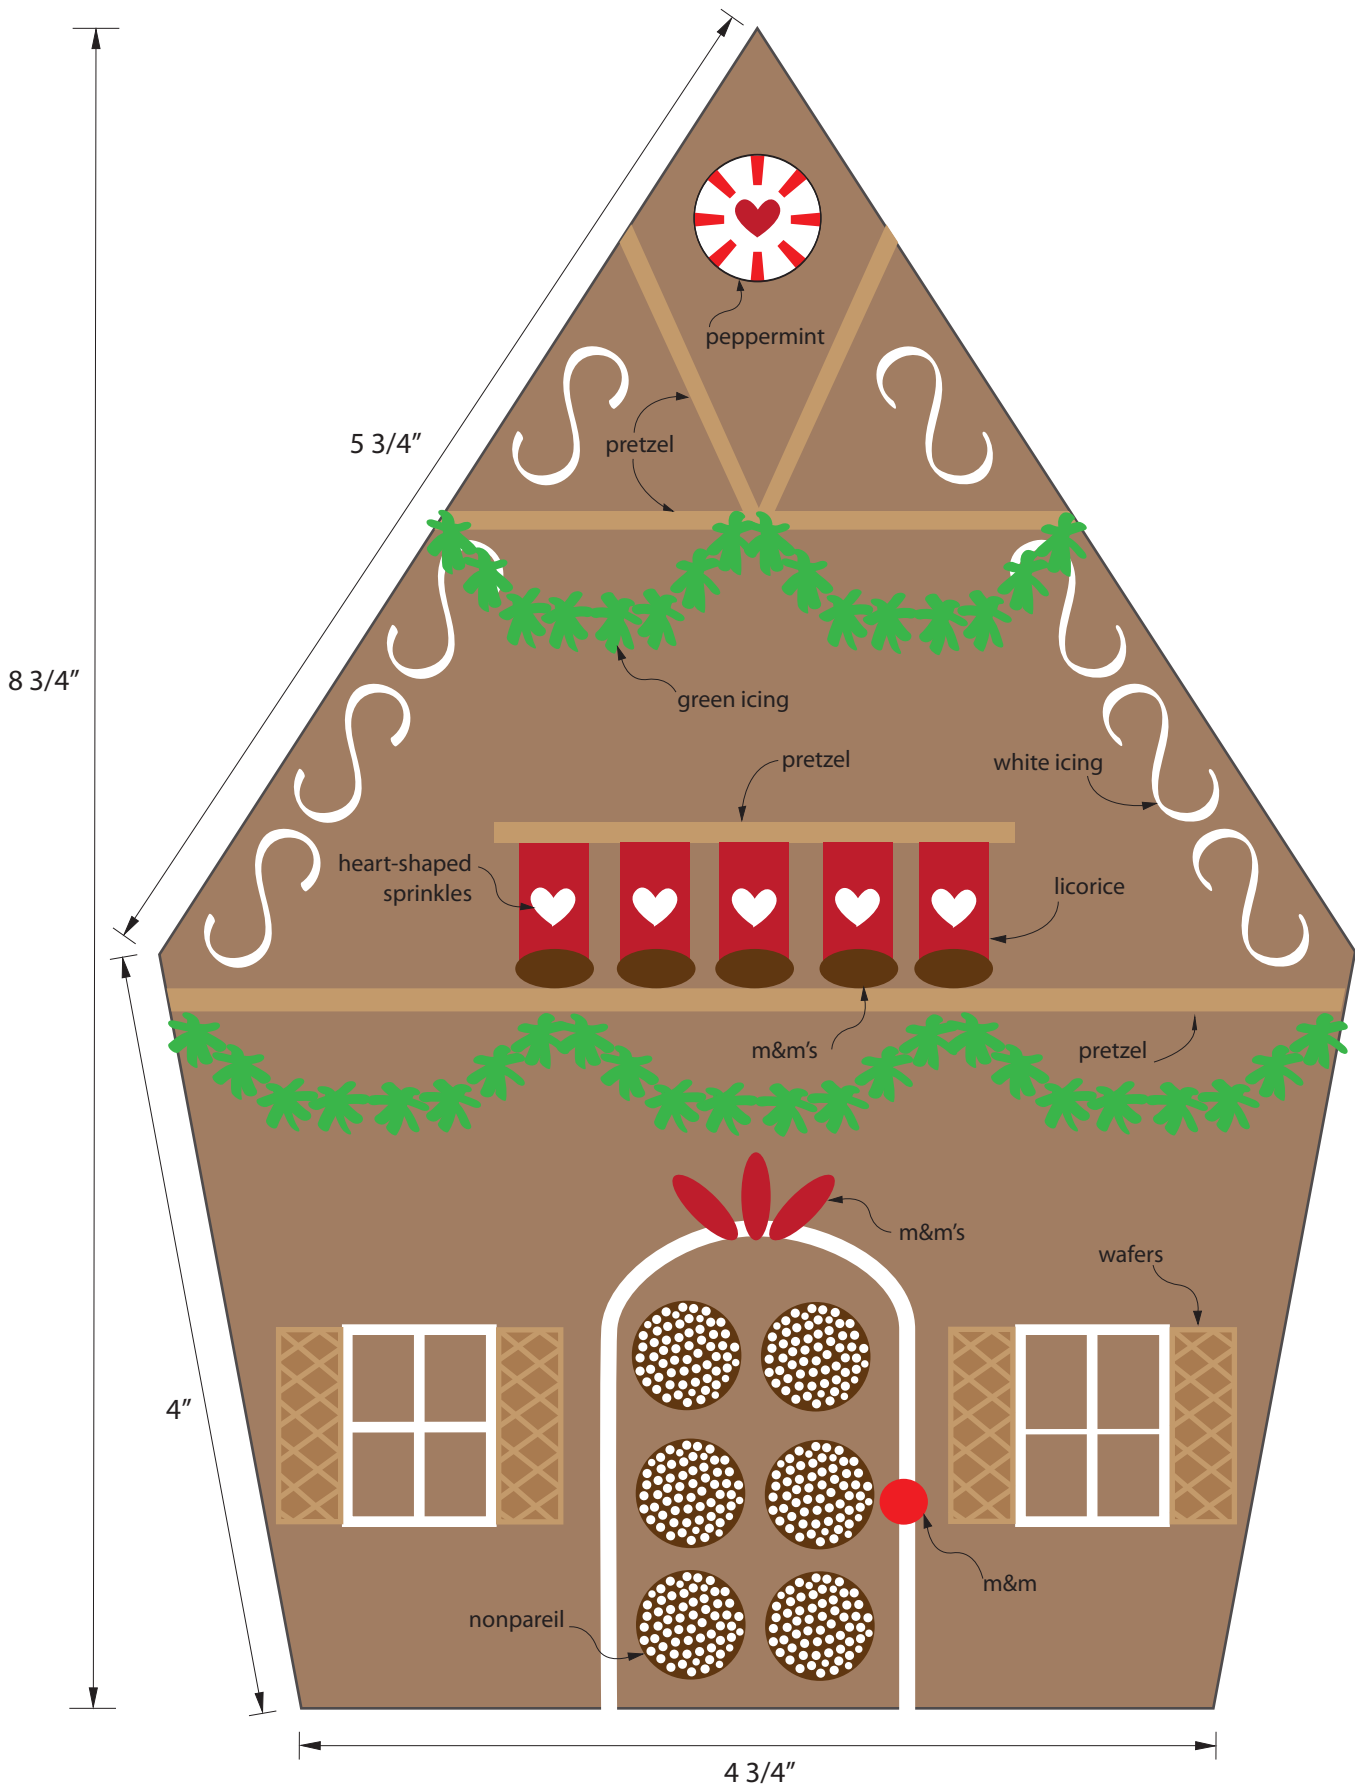 peppermint
5 3/4”
pretzel
8 3/4”
green icing
pretzel
white icing
heart-shaped
sprinkles
licorice
m&m’s
pretzel
m&m’s
wafers
4”
m&m
nonpareil
4 3/4”